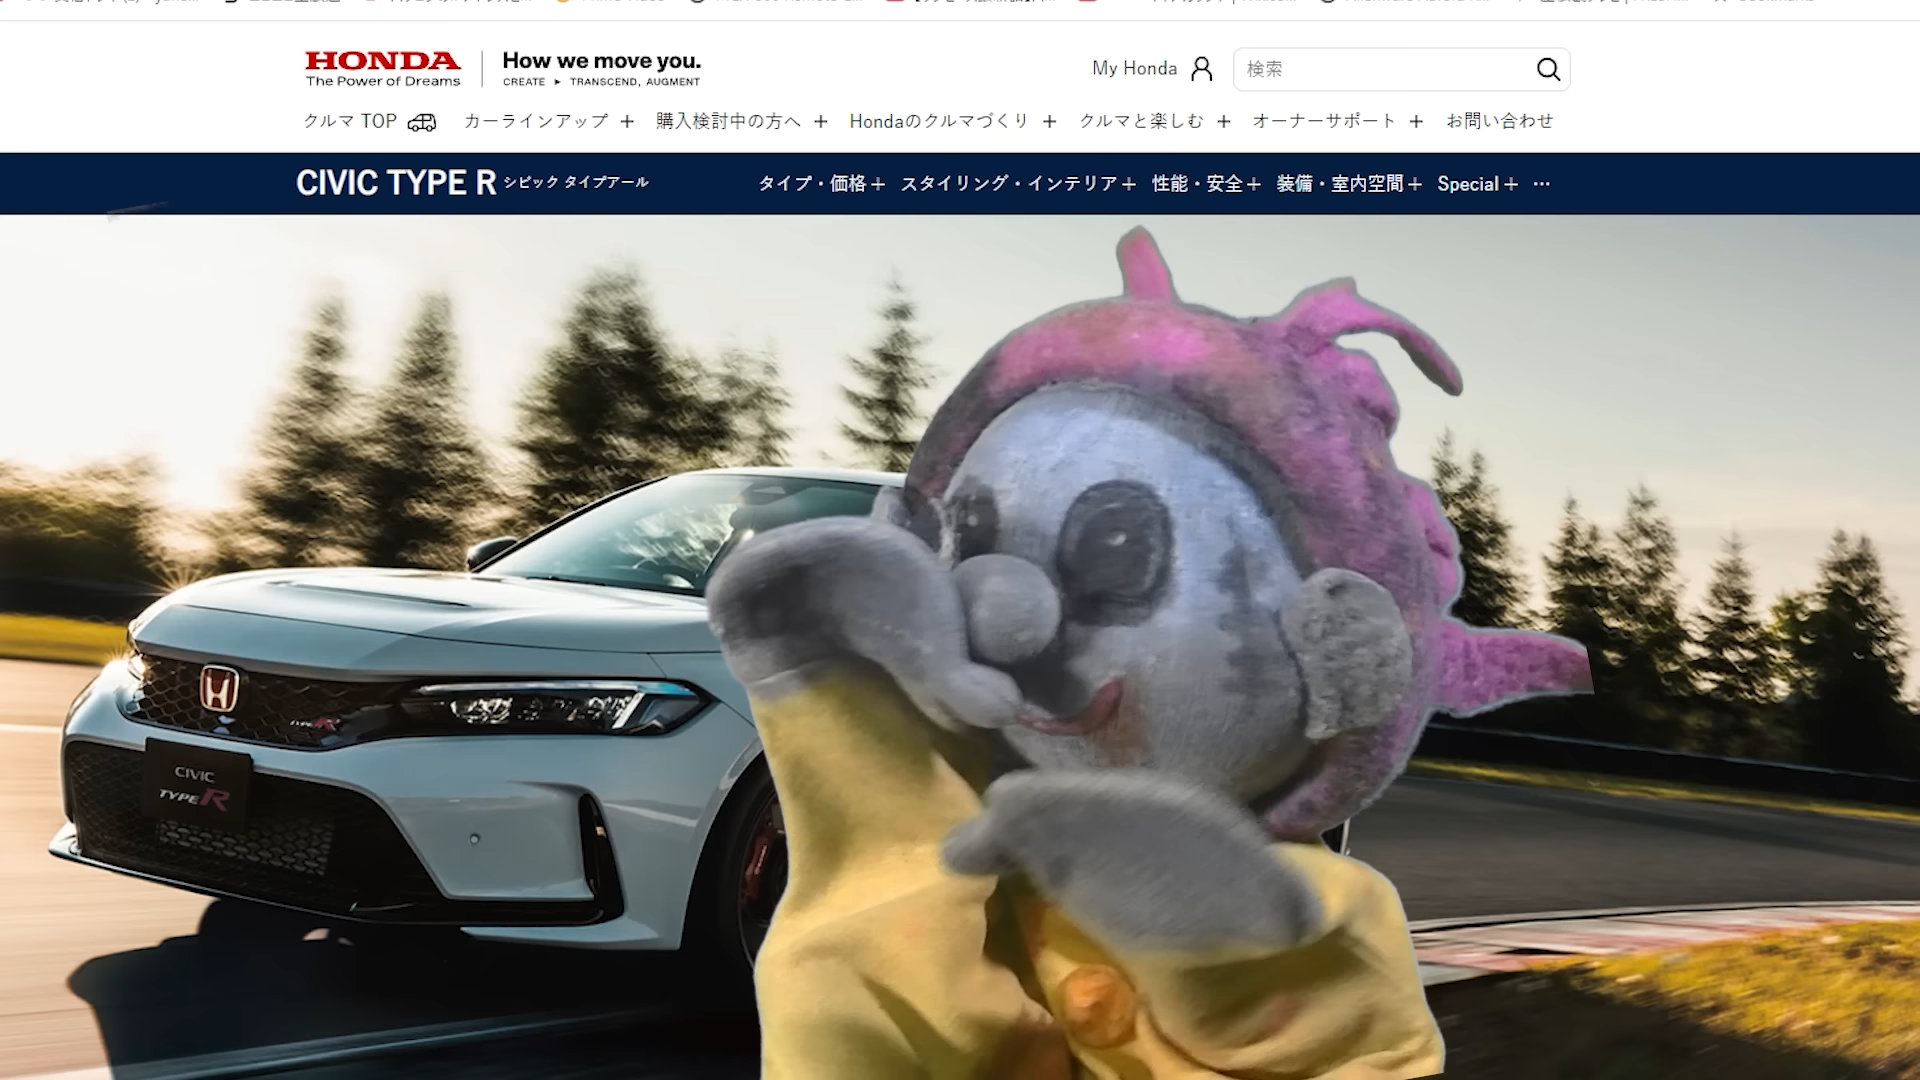 HONDA
The Power of Dreams
How we move you.
CREATE ▶ TRANSCEND, AUGMENT
My Honda
検索
クルマ TOP
カーラインアップ +
購入検討中の方へ +
Hondaのクルマづくり +
クルマと楽しむ +
オーナーサポート +
お問い合わせ
CIVIC TYPE R シビック タイプアール
タイプ・価格+
スタイリング・インテリア+
性能・安全+
装備・室内空間+
Special+
…
TYPE R
CIVIC
TYPE R